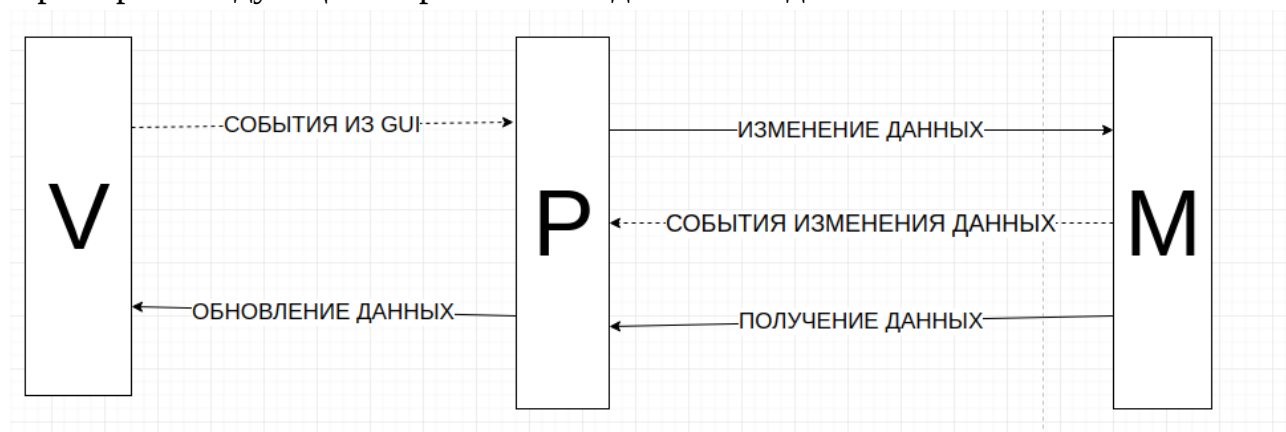 СОБЫТИЯ ИЗ GUI
ИЗМЕНЕНИЕ ДАННЫХ
V
P
СОБЫТИЯ ИЗМЕНЕНИЯ ДАННЫХ
M
ОБНОВЛЕНИЕ ДАННЫХ
ПОЛУЧЕНИЕ ДАННЫХ